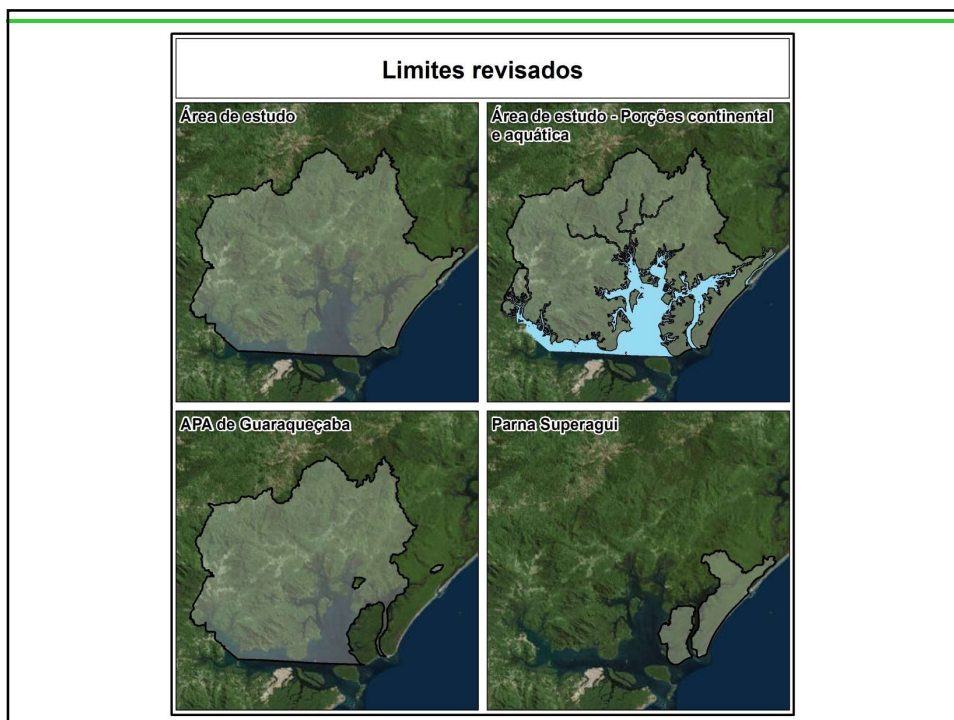 Limites revisados
Área de estudo
Área de estudo - Porções continental
e aquática
APA de Guaraqueçaba
Parna Superagui